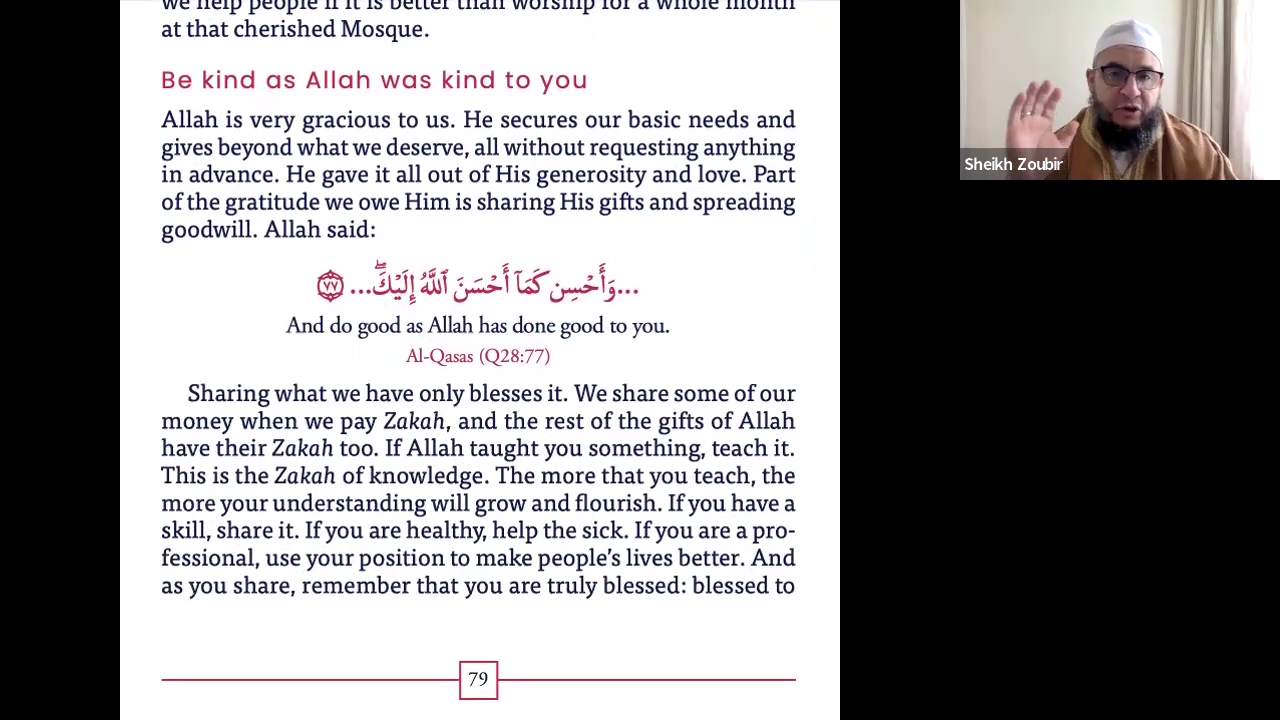 we help people if it is better than worship for a whole month
at that cherished Mosque.
Be kind as Allah was kind to you
Allah is very gracious to us. He secures our basic needs and
gives beyond what we deserve, all without requesting anything
in advance. He gave it all out of His generosity and love. Part
of the gratitude we owe Him is sharing His gifts and spreading
goodwill. Allah said:
...وَأَحْسِن كَمَآ أَحْسَنَ ٱللَّهُ إِلَيْكَۖ... ٧٧
And do good as Allah has done good to you.
Al-Qasas (Q28:77)
Sharing what we have only blesses it. We share some of our
money when we pay Zakah, and the rest of the gifts of Allah
have their Zakah too. If Allah taught you something, teach it.
This is the Zakah of knowledge. The more that you teach, the
more your understanding will grow and flourish. If you have a
skill, share it. If you are healthy, help the sick. If you are a pro-
fessional, use your position to make people's lives better. And
as you share, remember that you are truly blessed: blessed to
79
Sheikh Zoubir